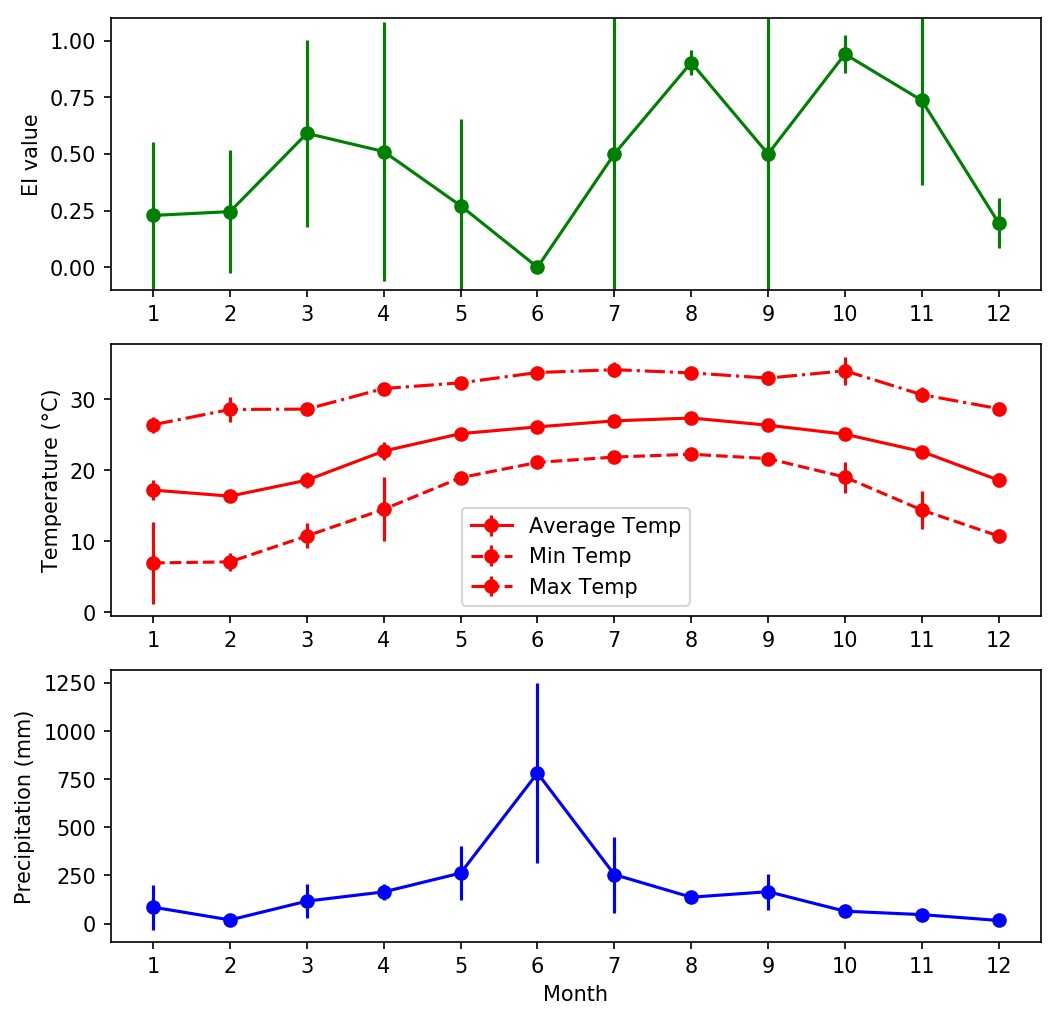 EI value
1.00
0.75
0.50
0.25
0.00
1 2 3 4 5 6 7 8 9 10 11 12
Temperature (°C)
30
20
10
0
Average Temp
Min Temp
Max Temp
1 2 3 4 5 6 7 8 9 10 11 12
Precipitation (mm)
1250
1000
750
500
250
0
1 2 3 4 5 6 7 8 9 10 11 12
Month